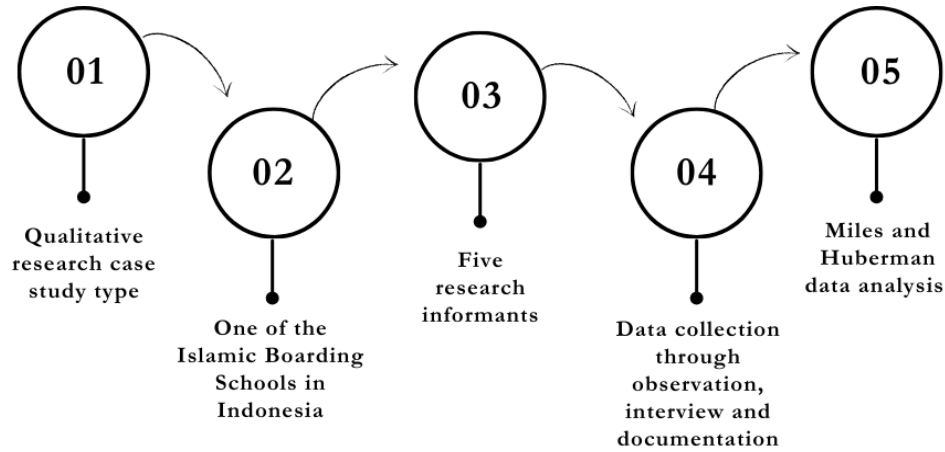 01
Qualitative
research case
study type
02
One of the
Islamic Boarding
Schools in
Indonesia
03
Five
research
informants
04
Data collection
through
observation,
interview and
documentation
05
Miles and
Huberman
data analysis